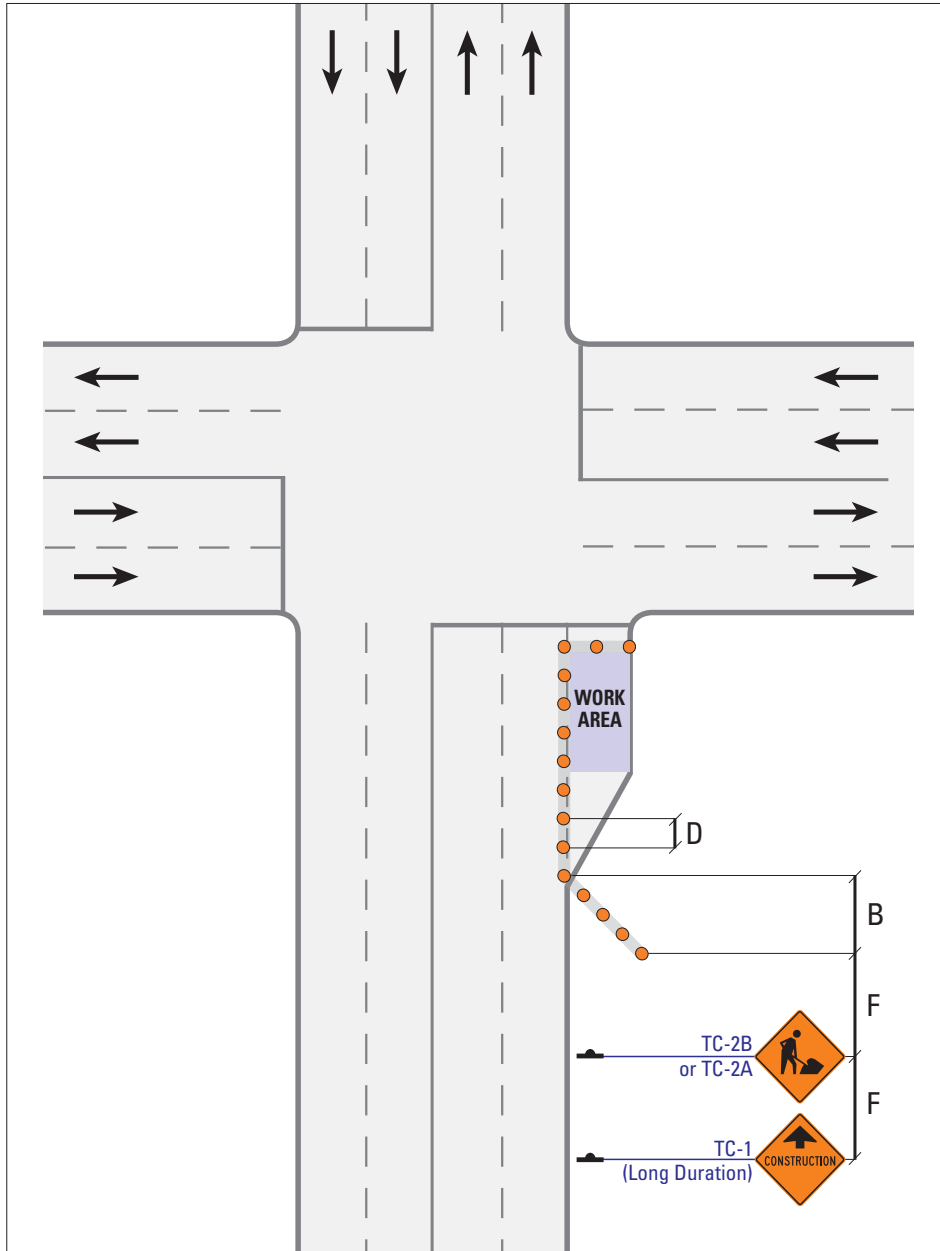 WORK
AREA
D
B
F
TC-2B
or TC-2A
F
TC-1
(Long Duration)
CONSTRUCTION